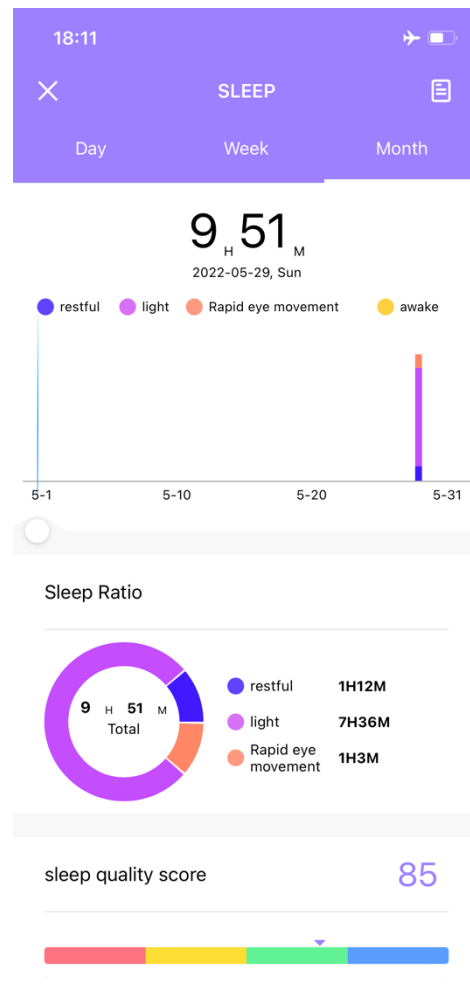 18:11
SLEEP
Day Week Month
9 H 51 M
2022-05-29, Sun
restful light Rapid eye movement awake
5-1 5-10 5-20 5-31
Sleep Ratio
9 H 51 M
Total
restful 1H12M
light 7H36M
Rapid eye movement 1H3M
sleep quality score 85